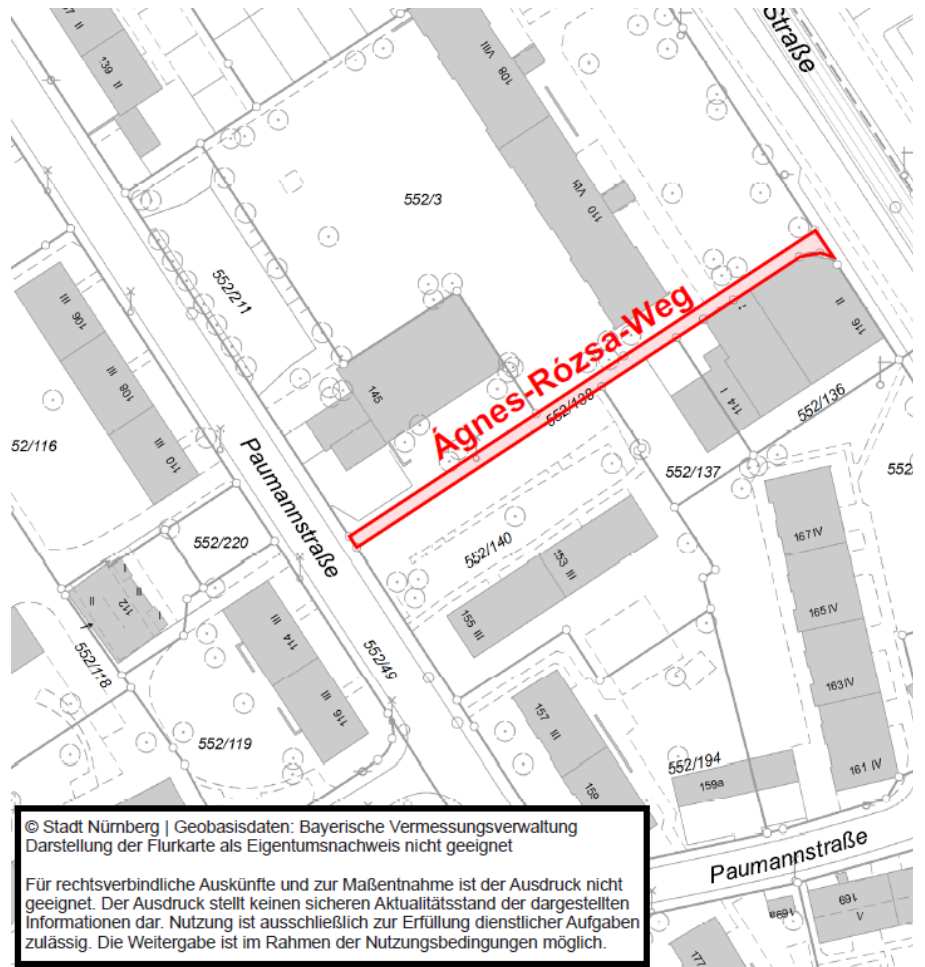 139 II
108 VIII
Straße
552/3
110 VIII
552/211
106 III
108 III
110 III
52/116
145
Ágnes-Rózsa-Weg
552/138
II
116
114 I
552/136
552/137
552
Paumannstraße
552/220
552/140
153 III
155 III
167 IV
165 IV
163 IV
161 IV
I
II
II
112
I
114 III
116 III
552/118
552/49
552/119
157 III
159
552/194
159a
Paumannstraße
169 V
169a
177
© Stadt Nürnberg | Geobasisdaten: Bayerische Vermessungsverwaltung
Darstellung der Flurkarte als Eigentumsnachweis nicht geeignet
Für rechtsverbindliche Auskünfte und zur Maßentnahme ist der Ausdruck nicht
geeignet. Der Ausdruck stellt keinen sicheren Aktualitätsstand der dargestellten
Informationen dar. Nutzung ist ausschließlich zur Erfüllung dienstlicher Aufgaben
zulässig. Die Weitergabe ist im Rahmen der Nutzungsbedingungen möglich.